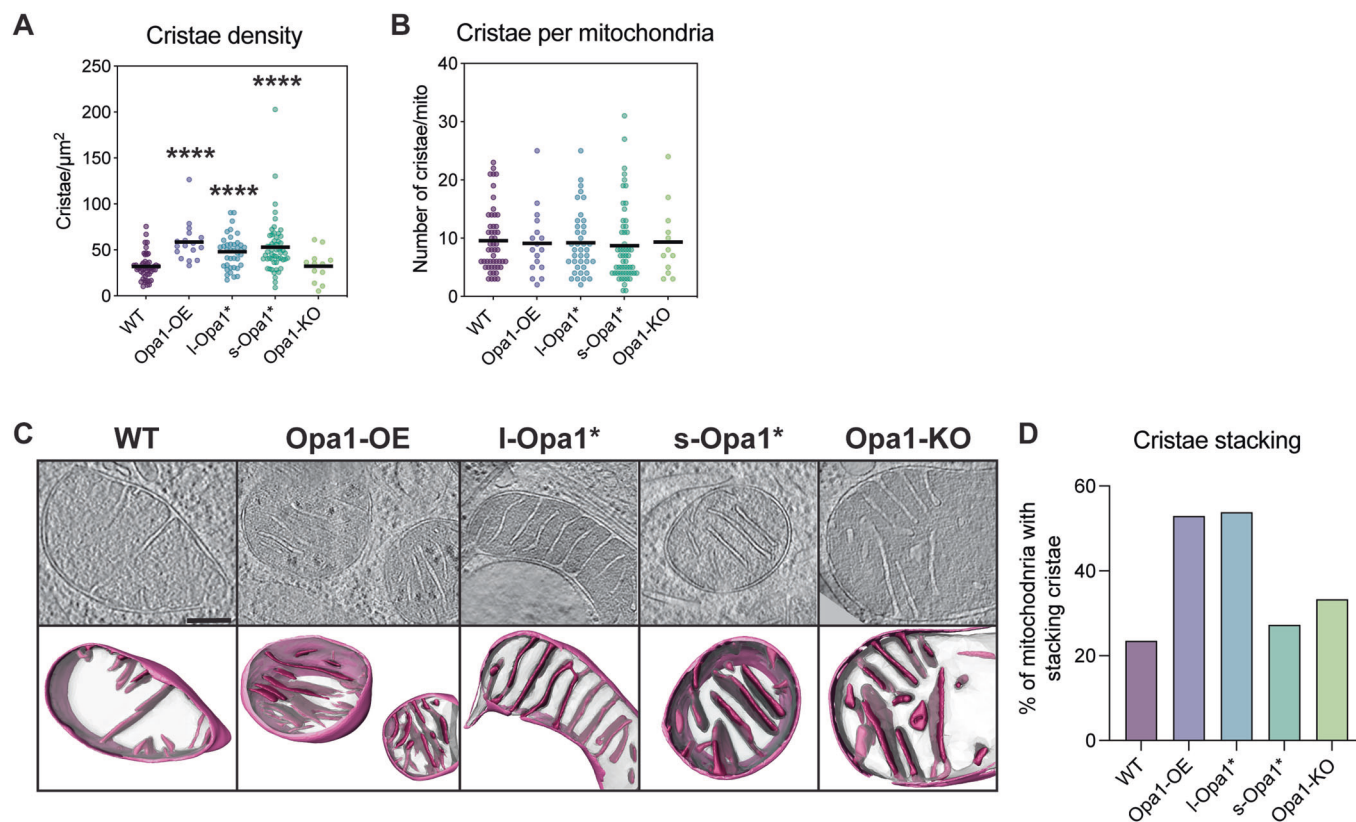 A
Cristae density
Cristae/µm²
250
200
150
100
50
0
****
****
****
WT
Opa1-OE
l-Opa1*
s-Opa1*
Opa1-KO
B
Cristae per mitochondria
Number of cristae/mito
40
30
20
10
0
WT
Opa1-OE
l-Opa1*
s-Opa1*
Opa1-KO
C
WT
Opa1-OE
l-Opa1*
s-Opa1*
Opa1-KO
D
Cristae stacking
% of mitochodnria with
stacking cristae
60
40
20
0
WT
Opa1-OE
l-Opa1*
s-Opa1*
Opa1-KO